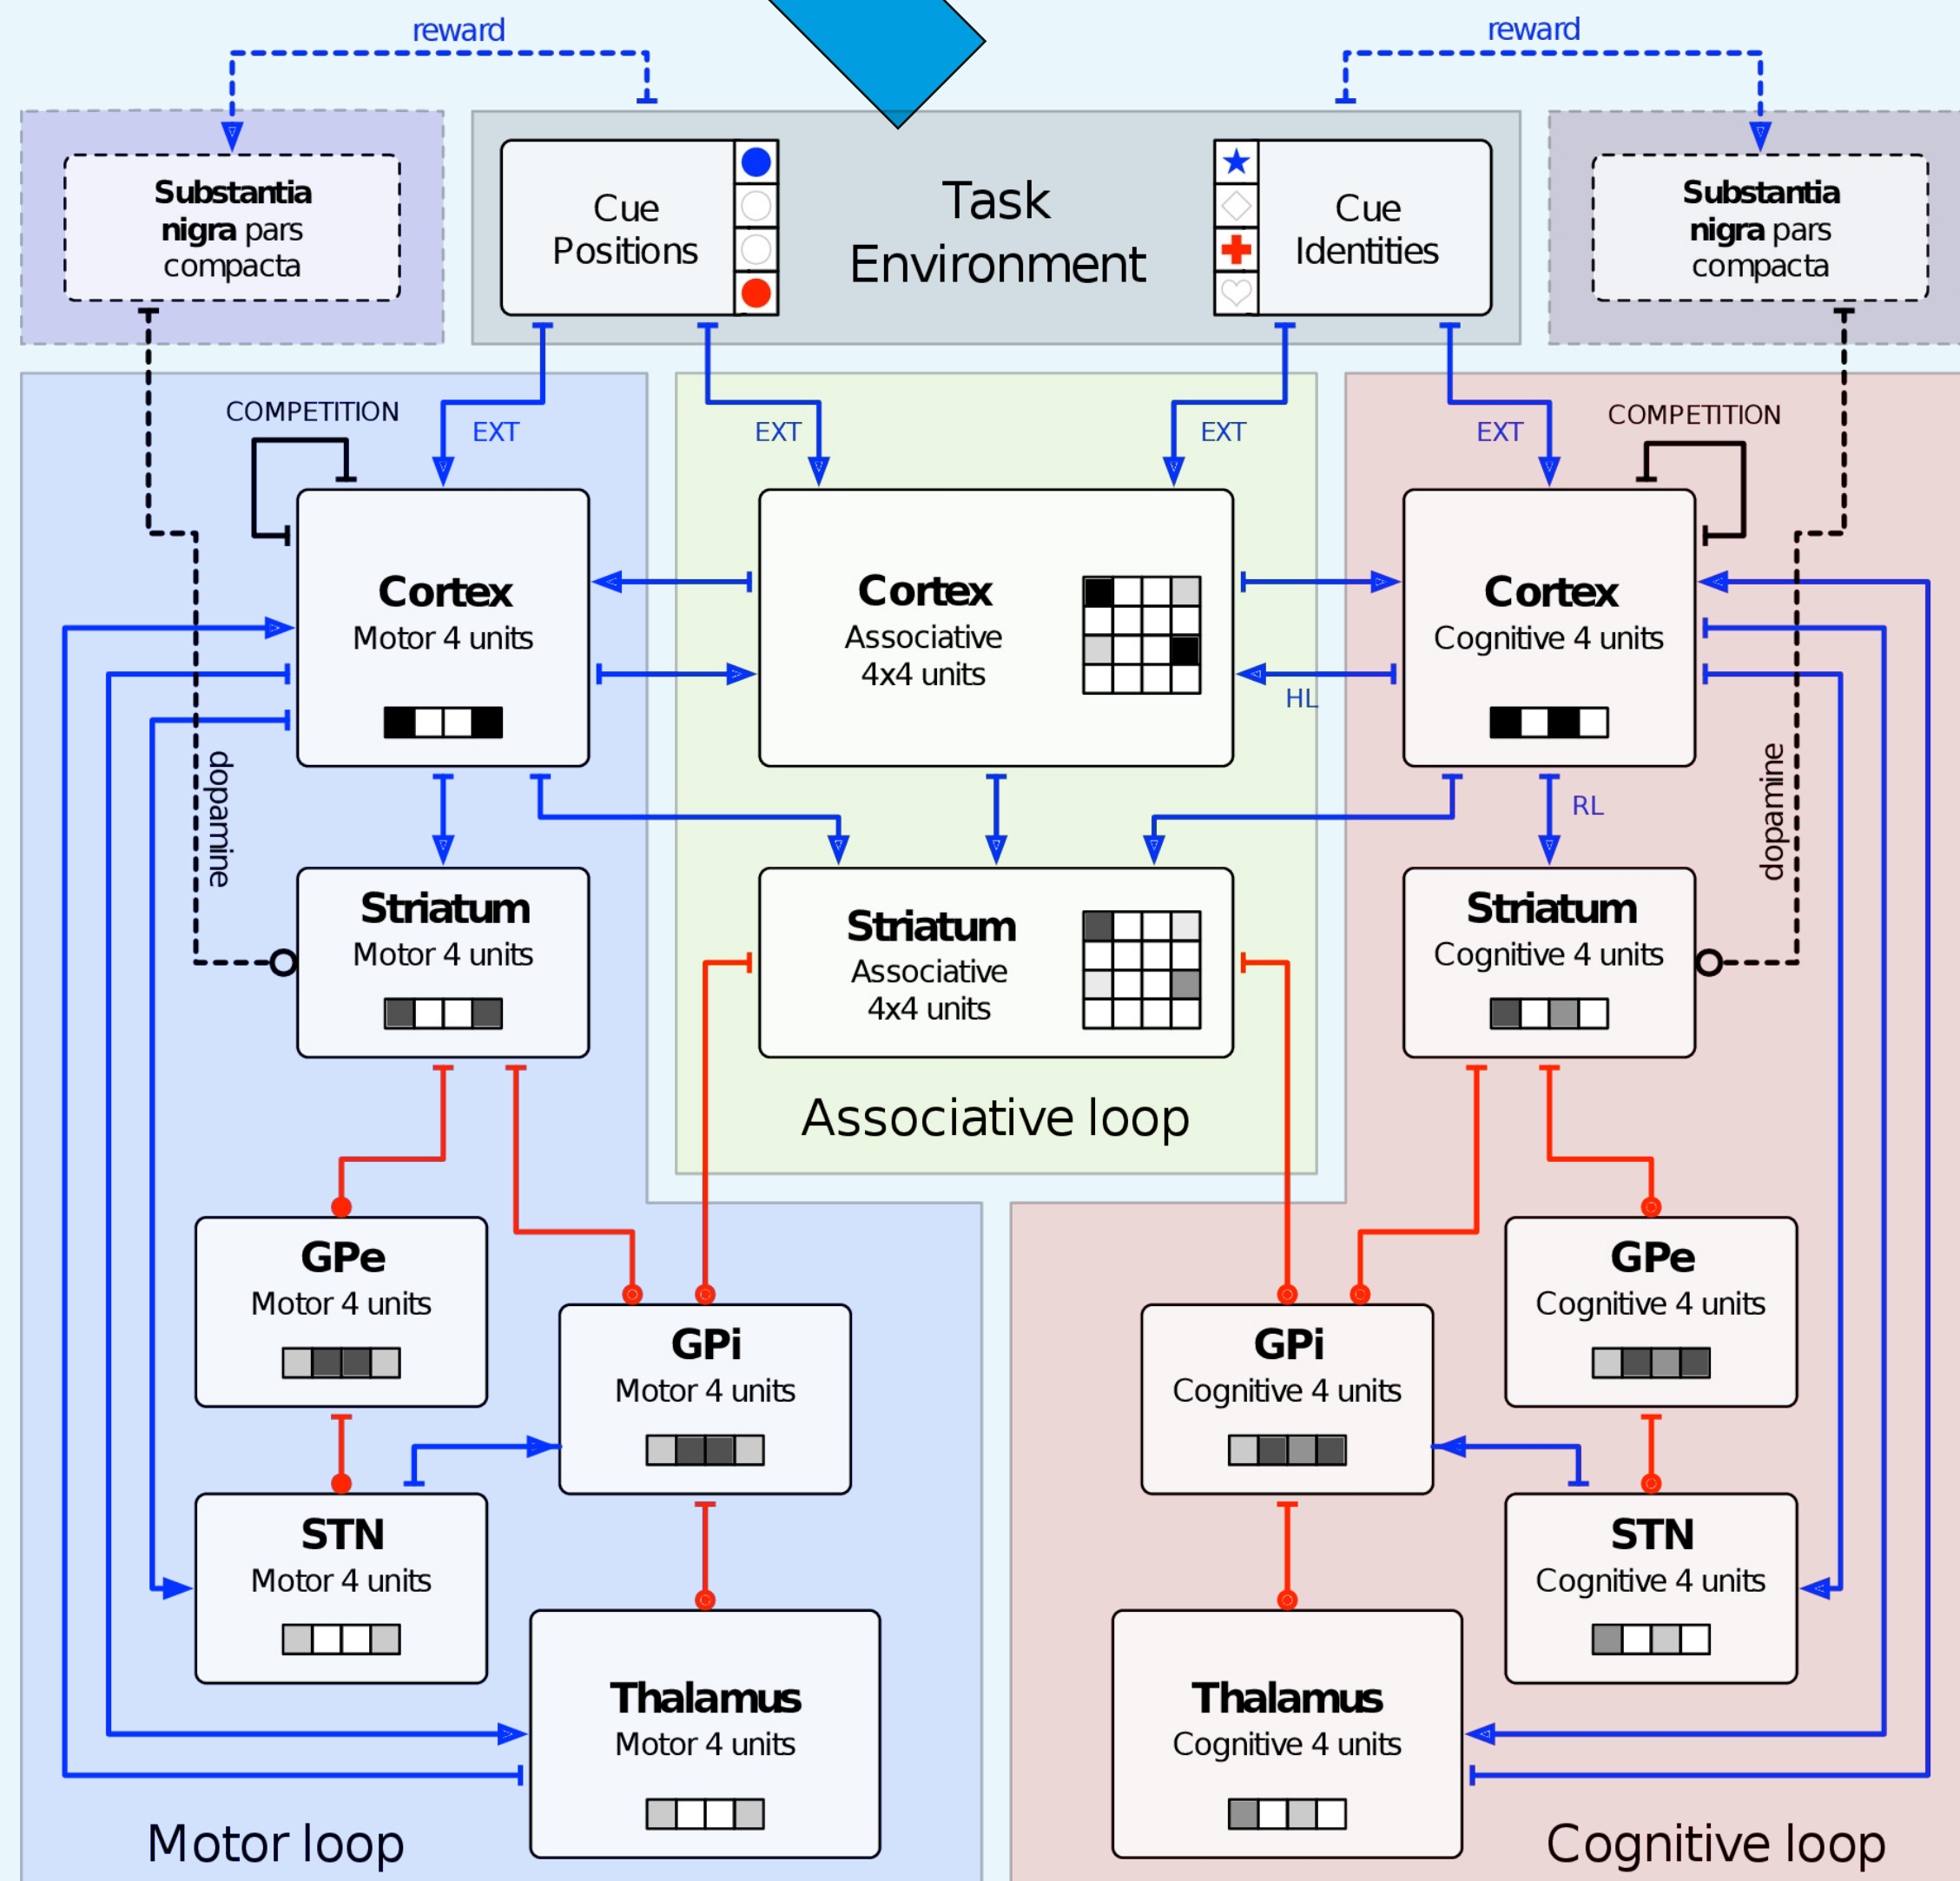 reward
reward
Substantia
nigra pars
compacta
Cue
Positions
Task
Environment
Cue
Identities
Substantia
nigra pars
compacta
COMPETITION
EXT
EXT
EXT
EXT
COMPETITION
Cortex
Motor 4 units
Cortex
Associative
4x4 units
Cortex
Cognitive 4 units
HL
dopamine
RL
dopamine
Striatum
Motor 4 units
Striatum
Associative
4x4 units
Striatum
Cognitive 4 units
Associative loop
GPe
Motor 4 units
GPi
Motor 4 units
GPi
Cognitive 4 units
GPe
Cognitive 4 units
STN
Motor 4 units
STN
Cognitive 4 units
Thalamus
Motor 4 units
Thalamus
Cognitive 4 units
Motor loop
Cognitive loop